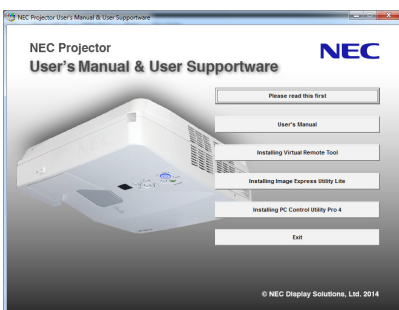 NEC Projector User's Manual & User Supportware
NEC Projector
NEC
User's Manual & User Supportware
Please read this first
User's Manual
Installing Virtual Remote Tool
Installing Image Express Utility Lite
Installing PC Control Utility Pro 4
Exit
© NEC Display Solutions, Ltd. 2014